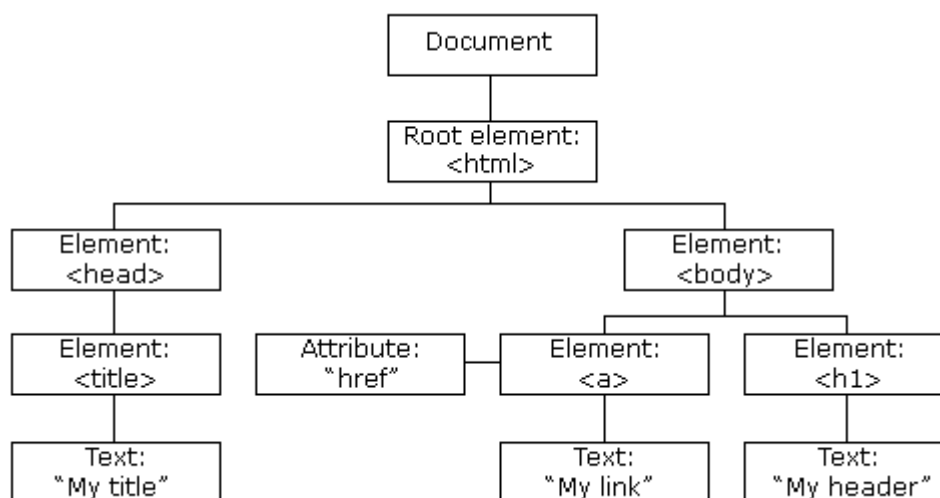 Document
Root element:
<html>
Element:
<head>
Element:
<body>
Element:
<title>
Attribute:
“href”
Element:
<a>
Element:
<h1>
Text:
“My title”
Text:
“My link”
Text:
“My header”